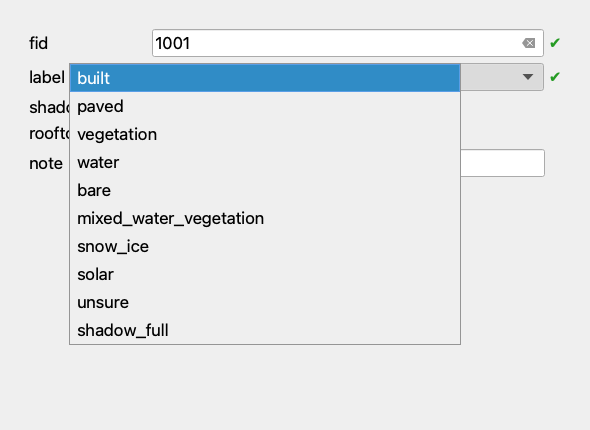 fid 1001
label built
paved
vegetation
water
note bare
mixed_water_vegetation
snow_ice
solar
unsure
shadow_full